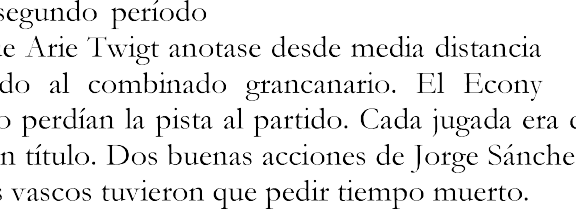 segundo período
de Arie Twigt anotase desde media distancia
do al combinado grancanario. El Econy
o perdían la pista al partido. Cada jugada era
n título. Dos buenas acciones de Jorge Sánche
s vascos tuvieron que pedir tiempo muerto.